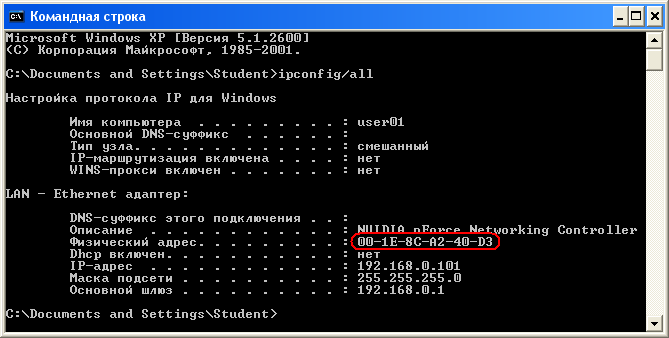 Командная строка
Microsoft Windows XP [Версия 5.1.2600]
(C) Корпорация Майкрософт, 1985-2001.
C:\Documents and Settings\Student>ipconfig/all
Настройка протокола IP для Windows
Имя компьютера . . . . . . . . . : user01
Основной DNS-суффикс . . . . . . :
Тип узла. . . . . . . . . . . . . : смешанный
IP-маршрутизация включена . . . . : нет
WINS-прокси включен . . . . . . . : нет
LAN - Ethernet адаптер:
DNS-суффикс этого подключения . . :
Описание . . . . . . . . . . . . : NVIDIA nForce Networking Controller
Физический адрес. . . . . . . . . : 00-1E-8C-A2-40-D3
Dhcp включен. . . . . . . . . . . : нет
IP-адрес . . . . . . . . . . . . : 192.168.0.101
Маска подсети . . . . . . . . . . : 255.255.255.0
Основной шлюз . . . . . . . . . . : 192.168.0.1
C:\Documents and Settings\Student>